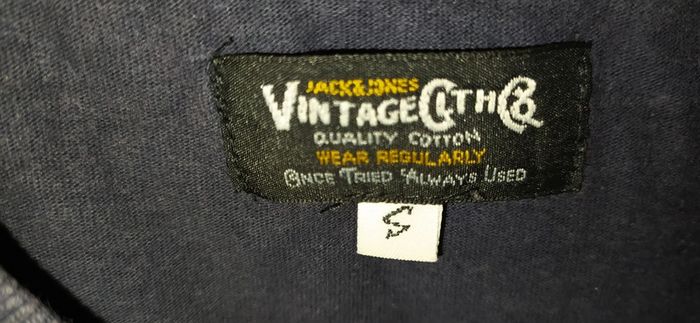 JACK&JONES
VINTAGE CLTH CO
QUALITY COTTON
WEAR REGULARLY
ONCE TRIED ALWAYS USED
S